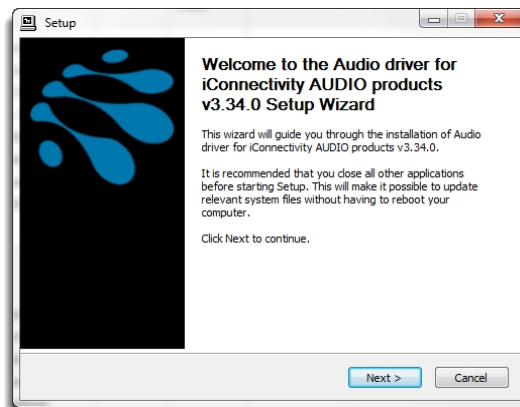 Setup
Welcome to the Audio driver for
iConnectivity AUDIO products
v3.34.0 Setup Wizard
This wizard will guide you through the installation of Audio
driver for iConnectivity AUDIO products v3.34.0.
It is recommended that you close all other applications
before starting Setup. This will make it possible to update
relevant system files without having to reboot your
computer.
Click Next to continue.
Next >
Cancel